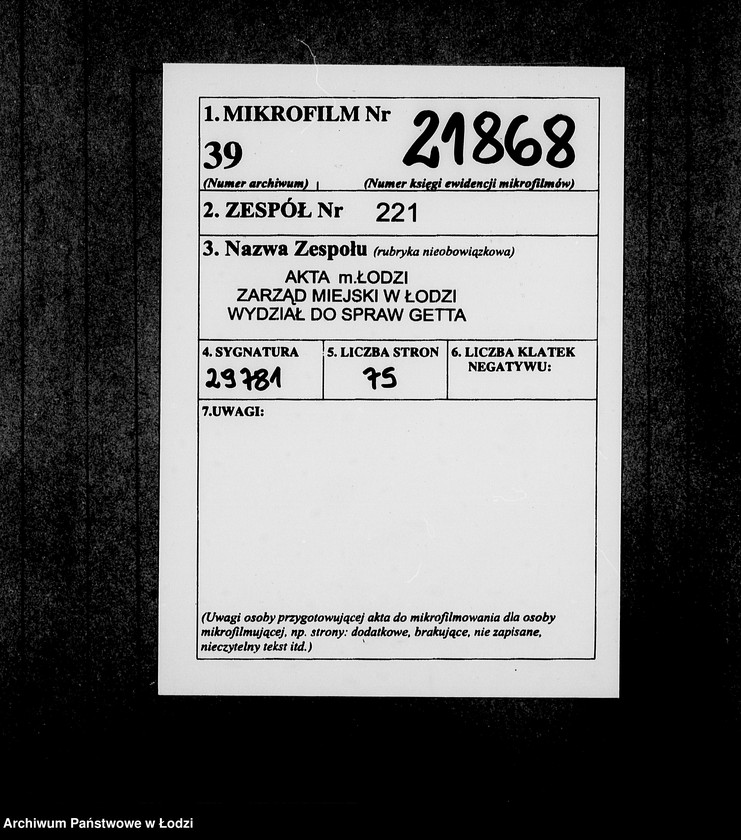 1. MIKROFILM Nr 21868
39
(Numer archiwum) (Numer księgi ewidencji mikrofilmów)
2. ZESPÓŁ Nr 221
3. Nazwa Zespołu (rubryka nieobowiązkowa)
AKTA m.ŁODZI
ZARZĄD MIEJSKI W ŁODZI
WYDZIAŁ DO SPRAW GETTA
4. SYGNATURA 5. LICZBA STRON 6. LICZBA KLATEK
NEGATYWU:
29781 75
7.UWAGI:
(Uwagi osoby przygotowującej akta do mikrofilmowania dla osoby
mikrofilmującej, np. strony: dodatkowe, brakujące, nie zapisane,
nieczytelny tekst itd.)
Archiwum Państwowe w Łodzi